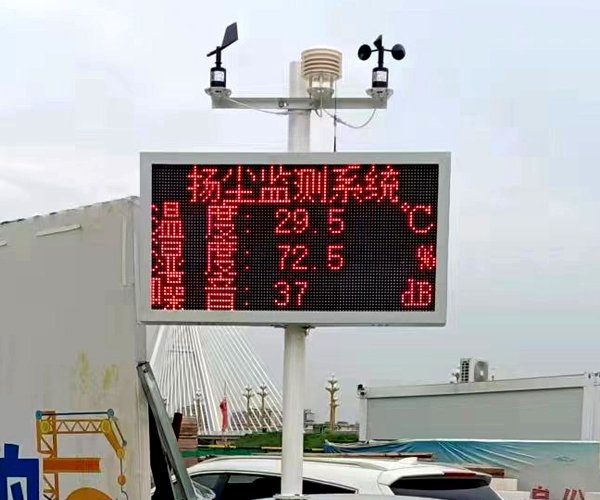 扬尘监测系统
温 度: 29.5 ℃
湿 度: 72.5 %
噪 音: 37 dB